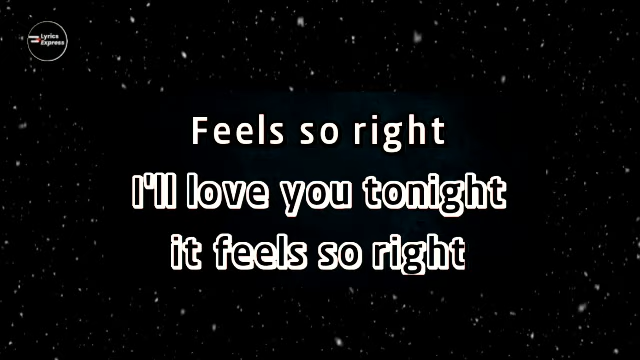 Lyrics
Express
Feels so right
I'll love you tonight
it feels so right